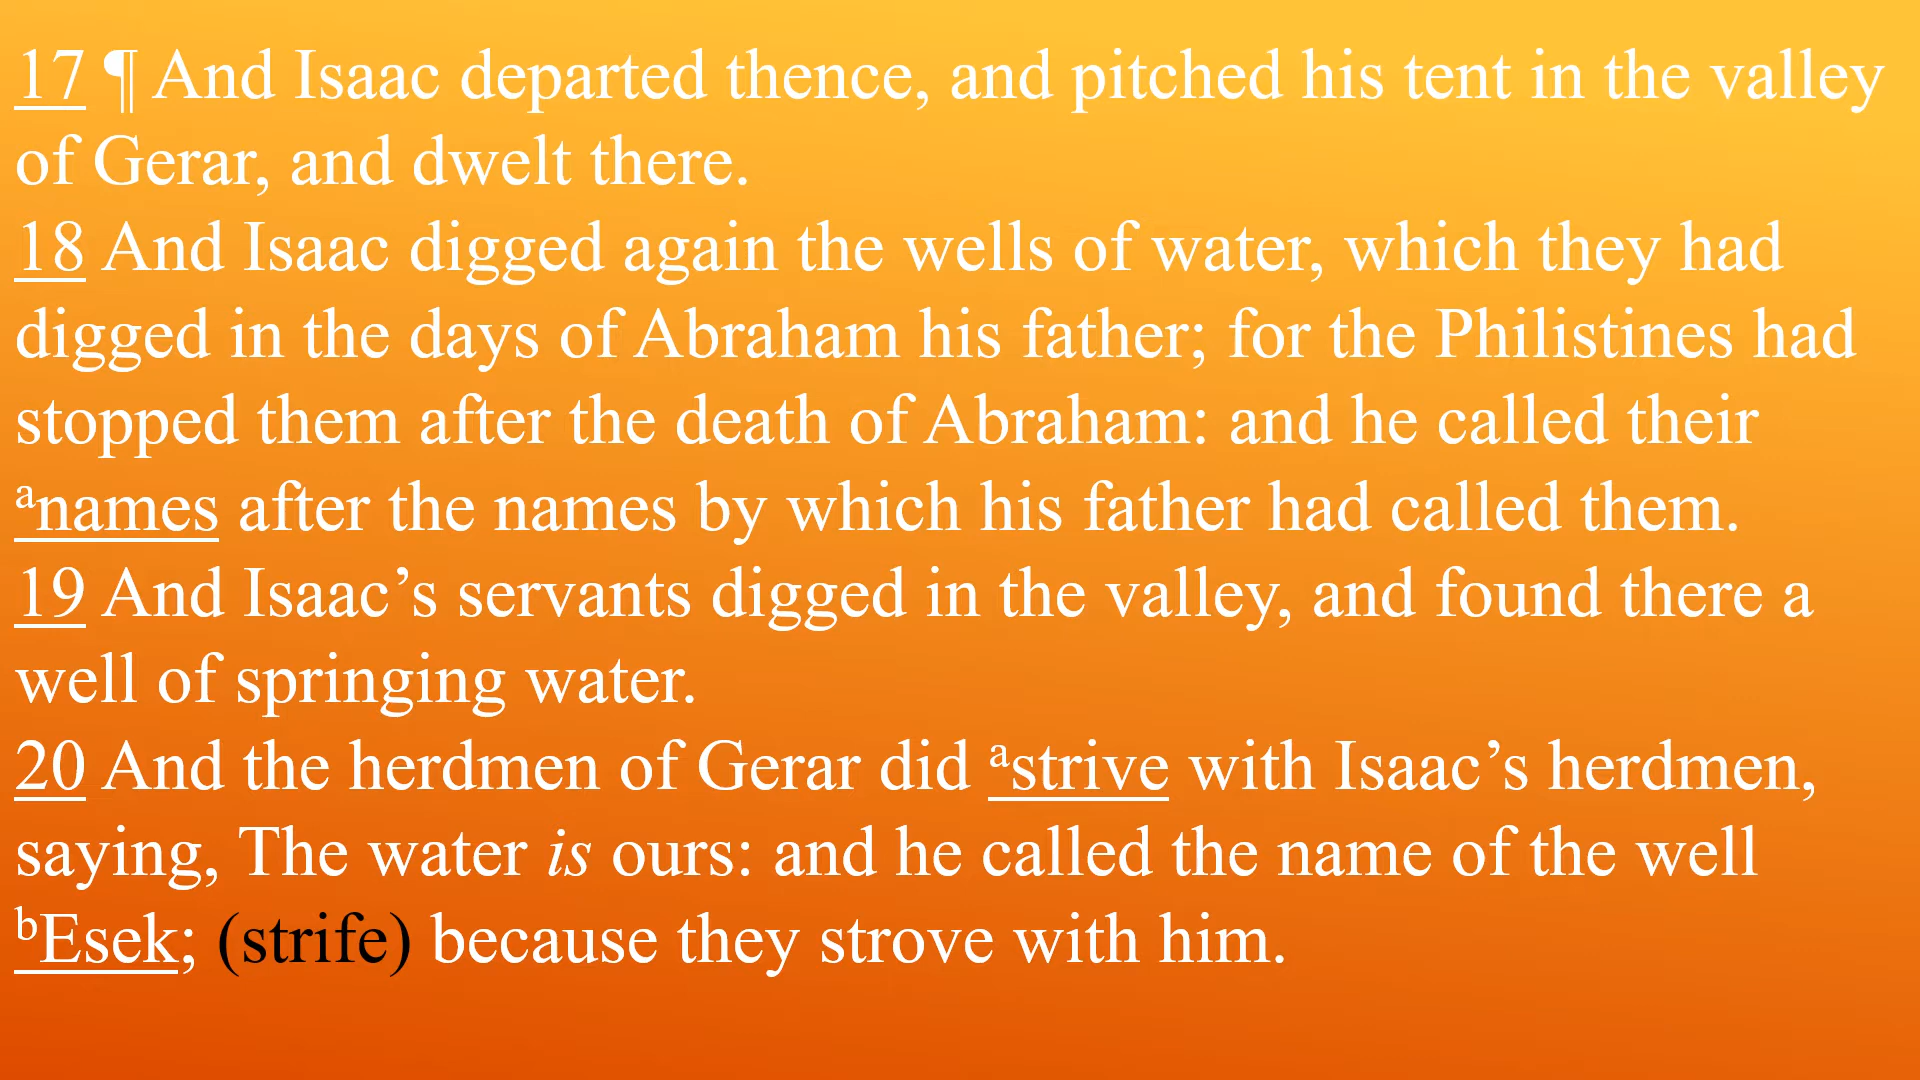 17 ¶ And Isaac departed thence, and pitched his tent in the valley
of Gerar, and dwelt there.
18 And Isaac digged again the wells of water, which they had
digged in the days of Abraham his father; for the Philistines had
stopped them after the death of Abraham: and he called their
ᵃnames after the names by which his father had called them.
19 And Isaac’s servants digged in the valley, and found there a
well of springing water.
20 And the herdmen of Gerar did ᵃstrive with Isaac’s herdmen,
saying, The water is ours: and he called the name of the well
ᵇEsek; (strife) because they strove with him.